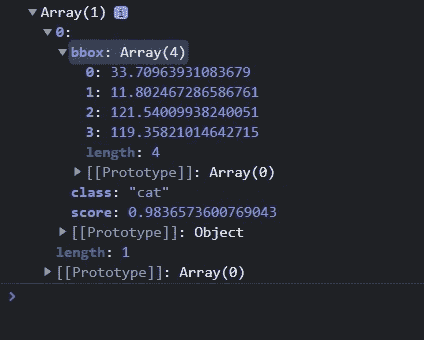 Array(1) i
0:
bbox: Array(4)
0: 33.70963931083679
1: 11.802467286586761
2: 121.54009938240051
3: 119.35821014642715
length: 4
[[Prototype]]: Array(0)
class: "cat"
score: 0.9836573600769043
[[Prototype]]: Object
length: 1
[[Prototype]]: Array(0)